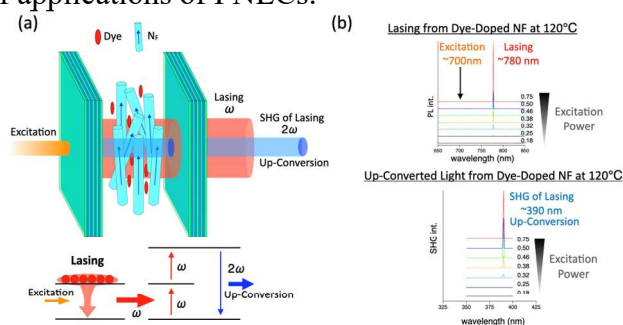 applications of FNLCs.
(a)
Dye
N_F
Excitation
Lasing
ω
SHG of Lasing
2ω
Up-Conversion
Lasing
Excitation
ω
ω
ω
2ω
Up-Conversion
(b)
Lasing from Dye-Doped NF at 120℃
Excitation
~700nm
Lasing
~780 nm
PL int.
0.75
0.50
0.46
0.38
0.32
0.25
0.18
Excitation
Power
650 700 750 800 850
wavelength (nm)
Up-Converted Light from Dye-Doped NF at 120℃
SHG of Lasing
~390 nm
Up-Conversion
SHG int.
0.75
0.50
0.46
0.38
0.32
0.25
0.18
Excitation
Power
325 350 375 400 425
wavelength (nm)